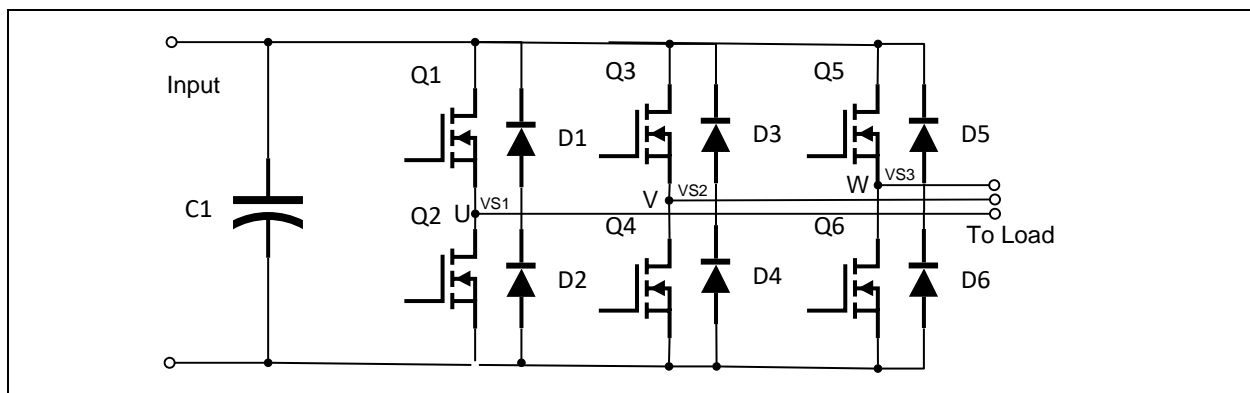 Input
C1
Q1
D1
Q3
D3
Q5
D5
U
VS1
V
VS2
W
VS3
Q2
D2
Q4
D4
Q6
D6
To Load